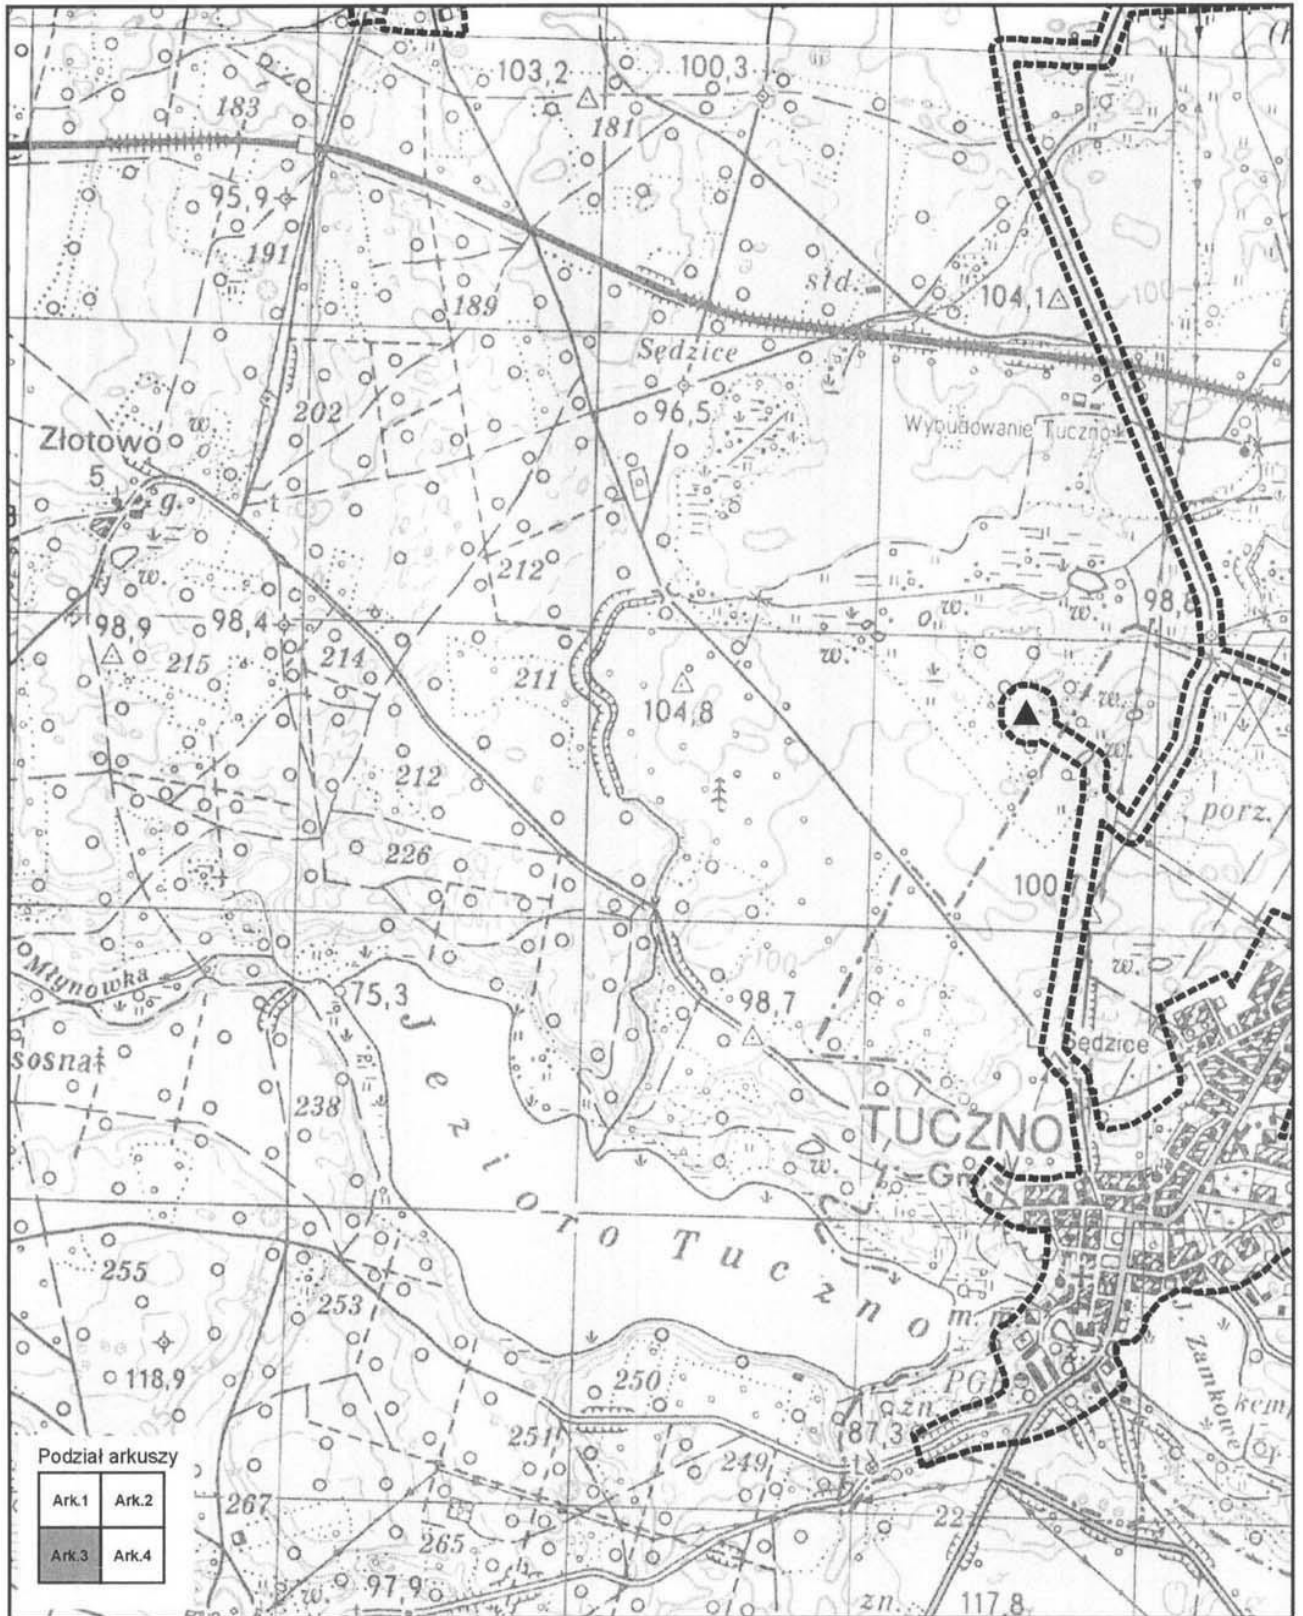 103,2
100,3
183
181
95,9
191
189
std.
104,1
100
Sędzice
202
96,5
w.
Złotowo
5
g.
Wybudowanie Tuczno
w.
212
w.
w.
98,9
98,4
215
214
211
w.
98,8
104,8
w.
w.
212
porz.
226
100
100
w.
Młynówka
75,3
98,7
sosna
Sędzice
238
Jezioro Tuczno
TUCZNO
w.
255
253
m.
118,9
J. Zamkowe
250
PGR
zn.
kemp
251
87,3
249
Podział arkuszy
Ark.1 Ark.2
Ark.3 Ark.4
267
265
22
97,9
w.
zn.
117,8